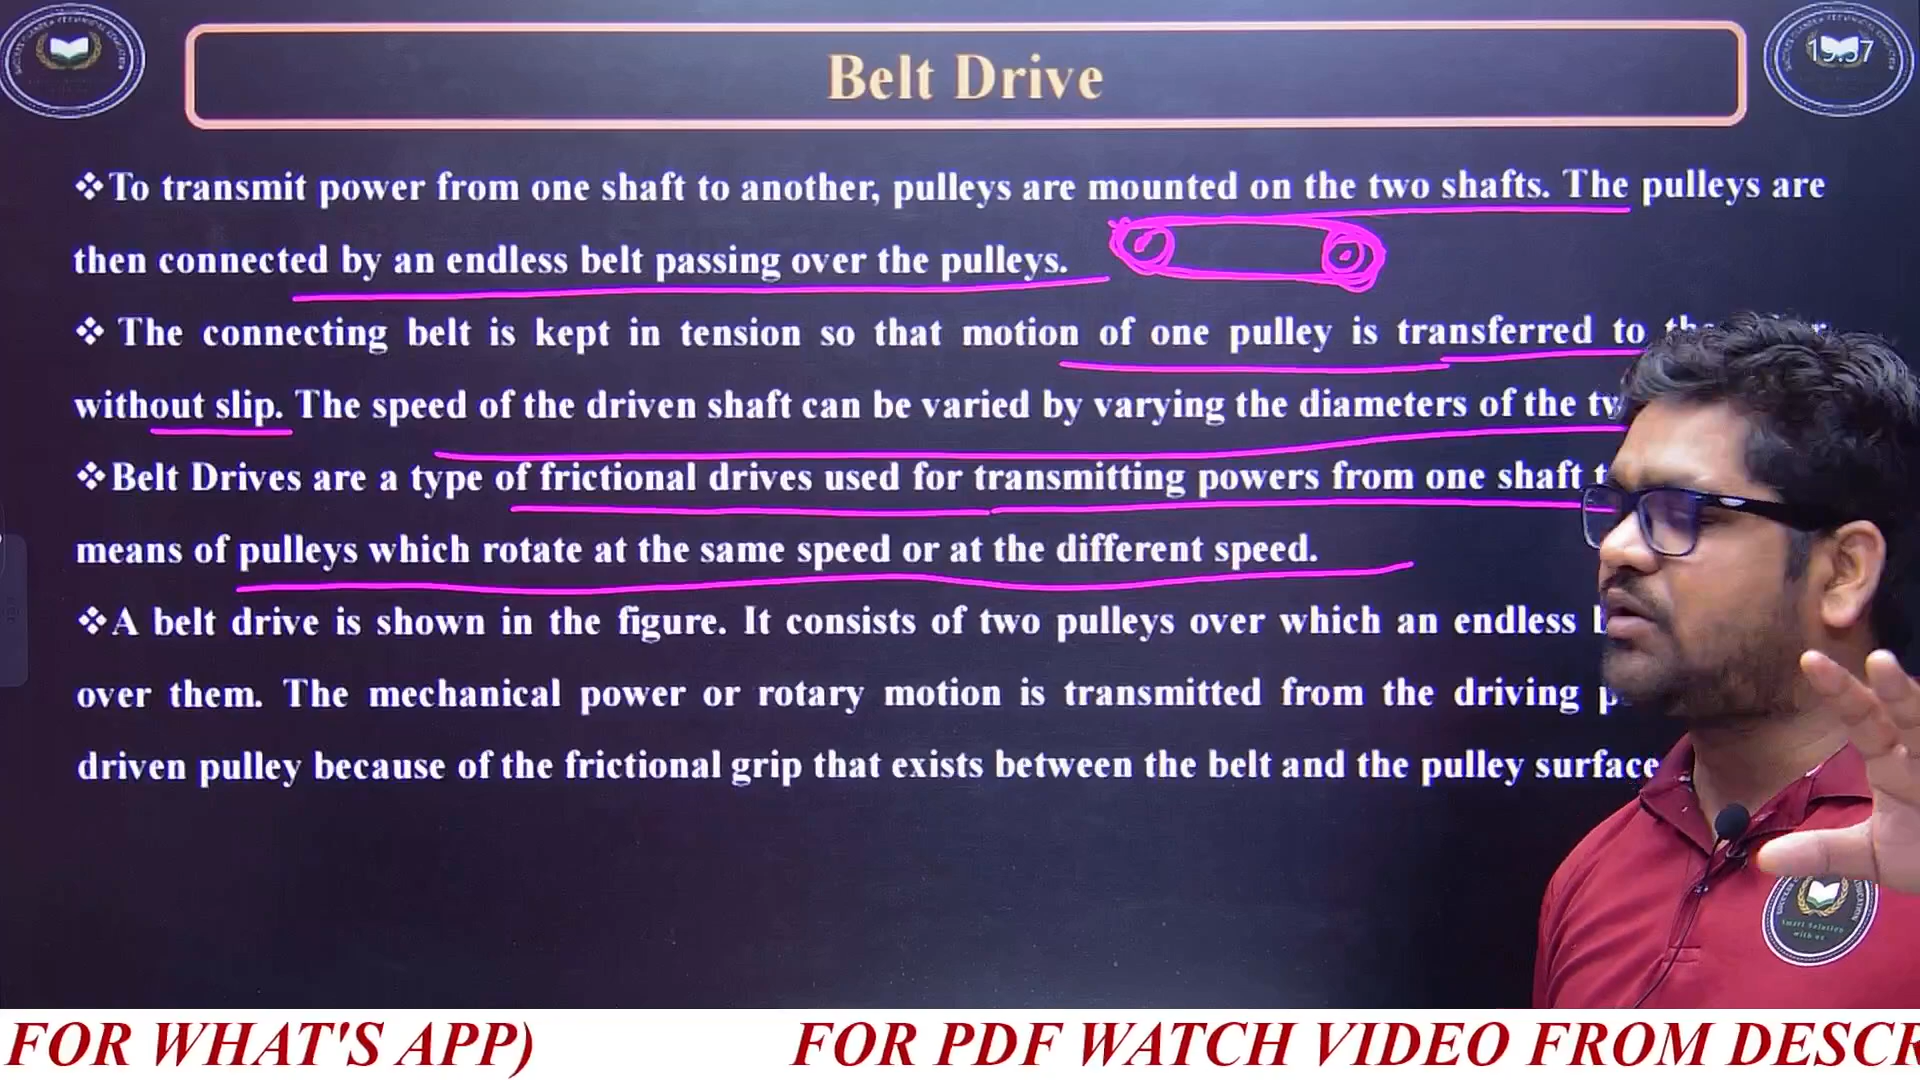 Belt Drive
19:37
❖To transmit power from one shaft to another, pulleys are mounted on the two shafts. The pulleys are
then connected by an endless belt passing over the pulleys.
❖ The connecting belt is kept in tension so that motion of one pulley is transferred to
without slip. The speed of the driven shaft can be varied by varying the diameters of the
❖Belt Drives are a type of frictional drives used for transmitting powers from one shaft
means of pulleys which rotate at the same speed or at the different speed.
❖A belt drive is shown in the figure. It consists of two pulleys over which an endless
over them. The mechanical power or rotary motion is transmitted from the driving
driven pulley because of the frictional grip that exists between the belt and the pulley surface
Smart Solution
with us
FOR WHAT'S APP) FOR PDF WATCH VIDEO FROM DESCR